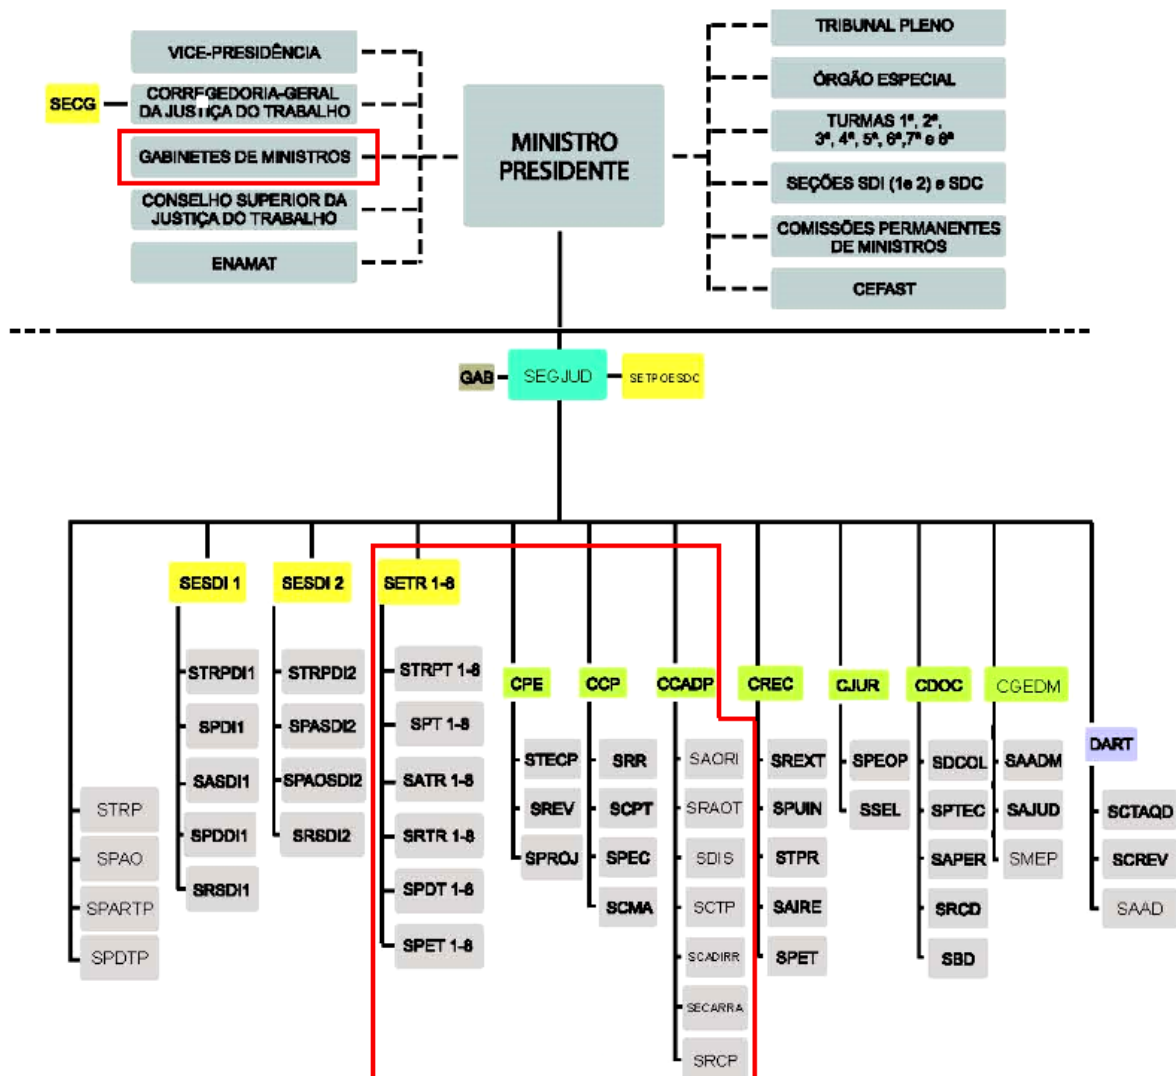 VICE-PRESIDÊNCIA
SECG
CORREGEDORIA-GERAL
DA JUSTIÇA DO TRABALHO
GABINETES DE MINISTROS
CONSELHO SUPERIOR DA
JUSTIÇA DO TRABALHO
ENAMAT
MINISTRO
PRESIDENTE
TRIBUNAL PLENO
ÓRGÃO ESPECIAL
TURMAS 1ª, 2ª,
3ª, 4ª, 5ª, 6ª,7ª e 8ª
SEÇÕES SDI (1e 2) e SDC
COMISSÕES PERMANENTES
DE MINISTROS
CEFAST
GAB
SEGJUD
SETPOESDC
STRP
SPAO
SPARTP
SPDTP
SESDI 1
STRPDI1
SPDI1
SASDI1
SPDDI1
SRSDI1
SESDI 2
STRPDI2
SPASDI2
SPAOSDI2
SRSDI2
SETR 1-8
STRPT 1-8
SPT 1-8
SATR 1-8
SRTR 1-8
SPDT 1-8
SPET 1-8
CPE
STECP
SREV
SPROJ
CCP
SRR
SCPT
SPEC
SCMA
CCADP
SAORI
SRAOT
SDIS
SCTP
SCADIRR
SECARRA
SRCP
CREC
SREXT
SPUIN
STPR
SAIRE
SPET
CJUR
SPEOP
SSEL
CDOC
SDCOL
SPTEC
SAPER
SRCD
SBD
CGEDM
SAADM
SAJUD
SMEP
DART
SCTAQD
SCREV
SAAD